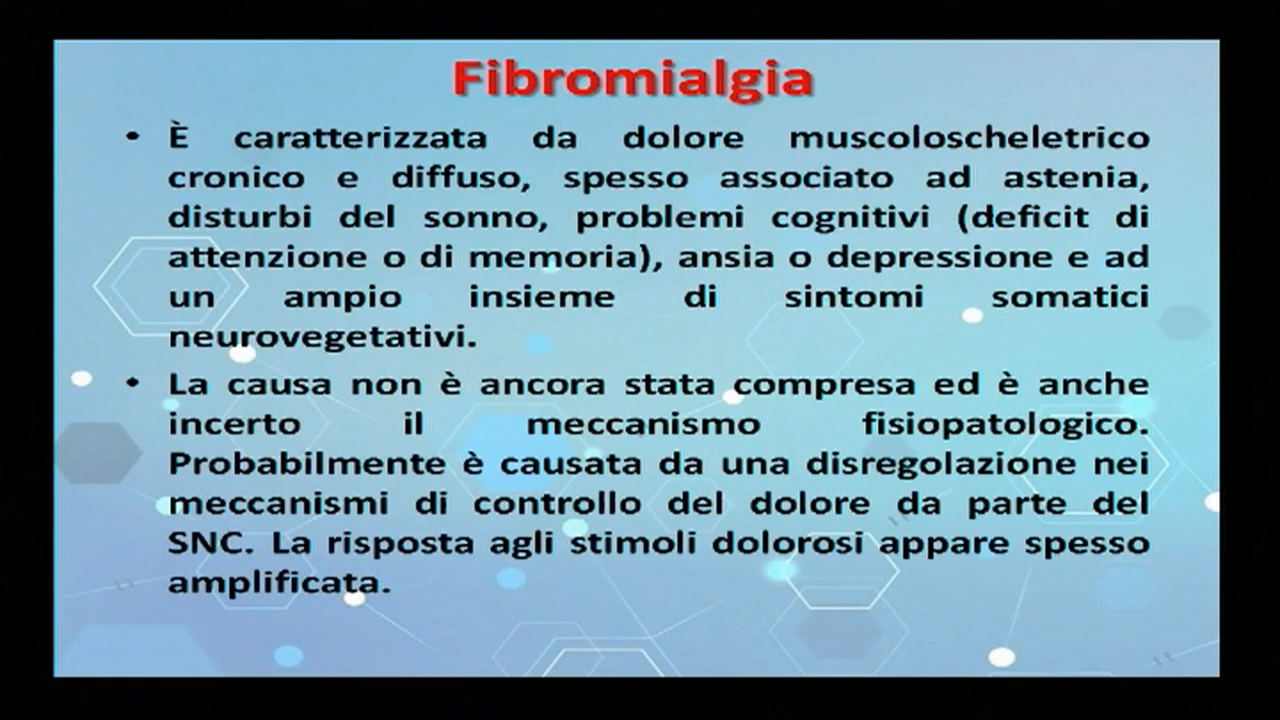 Fibromialgia
• È caratterizzata da dolore muscoloscheletrico
cronico e diffuso, spesso associato ad astenia,
disturbi del sonno, problemi cognitivi (deficit di
attenzione o di memoria), ansia o depressione e ad
un ampio insieme di sintomi somatici
neurovegetativi.
• La causa non è ancora stata compresa ed è anche
incerto il meccanismo fisiopatologico.
Probabilmente è causata da una disregolazione nei
meccanismi di controllo del dolore da parte del
SNC. La risposta agli stimoli dolorosi appare spesso
amplificata.